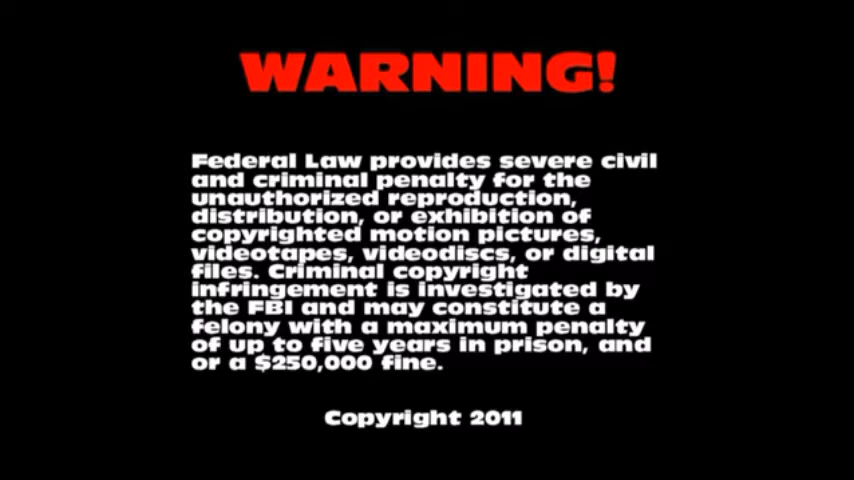 WARNING!
Federal Law provides severe civil
and criminal penalty for the
unauthorized reproduction,
distribution, or exhibition of
copyrighted motion pictures,
videotapes, videodiscs, or digital
files. Criminal copyright
infringement is investigated by
the FBI and may constitute a
felony with a maximum penalty
of up to five years in prison, and
or a $250,000 fine.
Copyright 2011